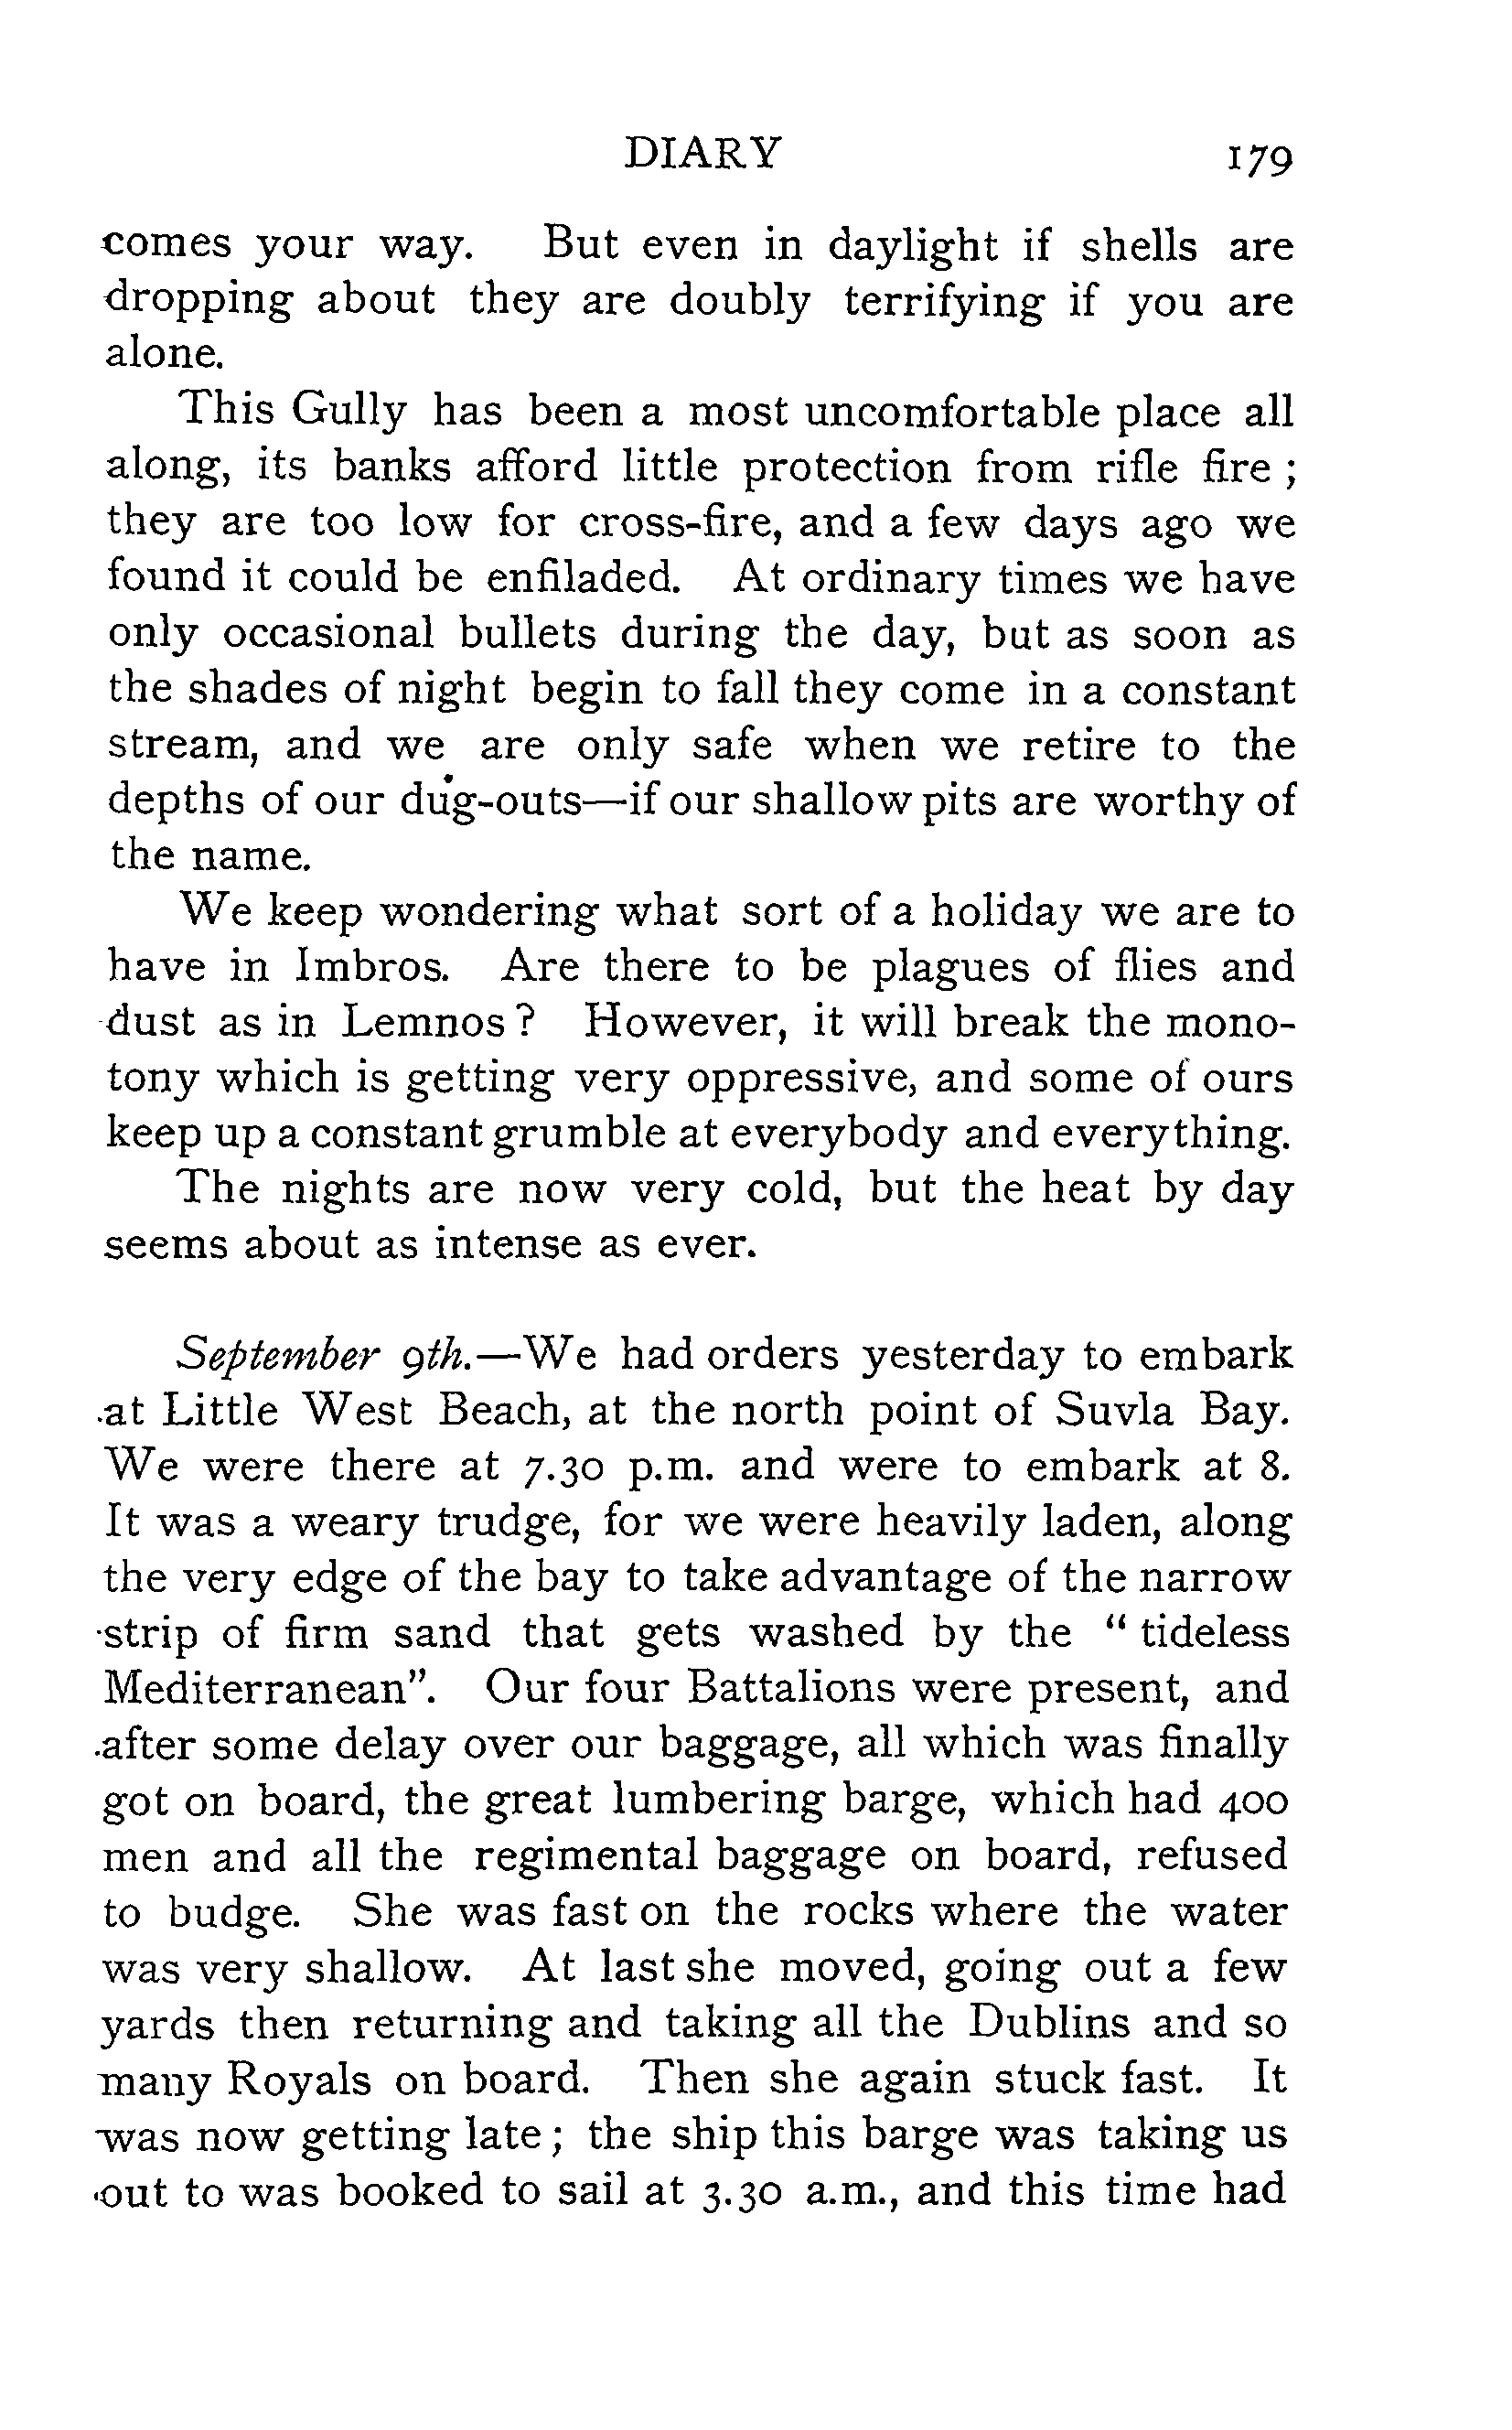 DIARY 179
comes your way. But even in daylight if shells are
dropping about they are doubly terrifying if you are
alone.
This Gully has been a most uncomfortable place all
along, its banks afford little protection from rifle fire ;
they are too low for cross-fire, and a few days ago we
found it could be enfiladed. At ordinary times we have
only occasional bullets during the day, but as soon as
the shades of night begin to fall they come in a constant
stream, and we are only safe when we retire to the
depths of our dug-outs—if our shallow pits are worthy of
the name.
We keep wondering what sort of a holiday we are to
have in Imbros. Are there to be plagues of flies and
dust as in Lemnos ? However, it will break the mono-
tony which is getting very oppressive, and some of ours
keep up a constant grumble at everybody and everything.
The nights are now very cold, but the heat by day
seems about as intense as ever.
September 9th.—We had orders yesterday to embark
at Little West Beach, at the north point of Suvla Bay.
We were there at 7.30 p.m. and were to embark at 8.
It was a weary trudge, for we were heavily laden, along
the very edge of the bay to take advantage of the narrow
strip of firm sand that gets washed by the " tideless
Mediterranean". Our four Battalions were present, and
after some delay over our baggage, all which was finally
got on board, the great lumbering barge, which had 400
men and all the regimental baggage on board, refused
to budge. She was fast on the rocks where the water
was very shallow. At last she moved, going out a few
yards then returning and taking all the Dublins and so
many Royals on board. Then she again stuck fast. It
was now getting late ; the ship this barge was taking us
out to was booked to sail at 3.30 a.m., and this time had